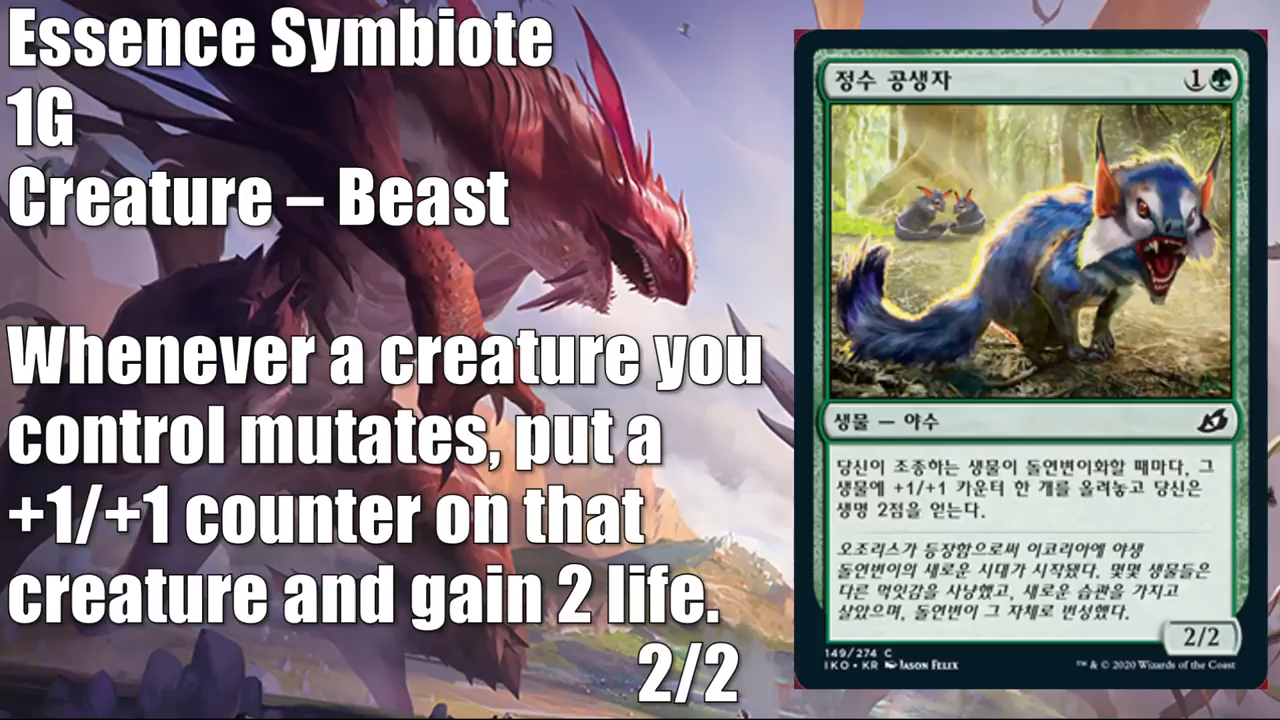 Essence Symbiote
1G
Creature – Beast
Whenever a creature you
control mutates, put a
+1/+1 counter on that
creature and gain 2 life.
2/2
정수 공생자 1
생물 — 야수
당신이 조종하는 생물이 돌연변이화할 때마다, 그
생물에 +1/+1 카운터 한 개를 올려놓고 당신은
생명 2점을 얻는다.
오조리스가 등장함으로써 이코리아에 야생
돌연변이의 새로운 시대가 시작됐다. 몇몇 생물들은
다른 먹잇감을 사냥했고, 새로운 습관을 가지고
살았으며, 돌연변이 그 자체로 번성했다.
2/2
149/274 C
IKO • KR Jason Felix
™ & © 2020 Wizards of the Coast